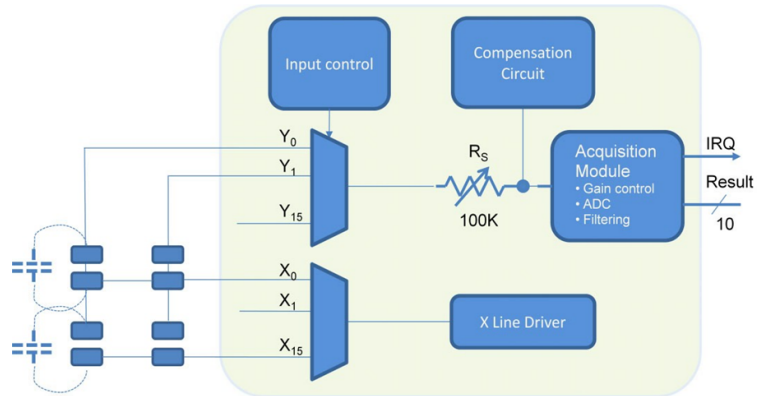 Input control
Compensation
Circuit
Y0
Y1
Y15
RS
100K
Acquisition
Module
• Gain control
• ADC
• Filtering
IRQ
Result
10
X0
X1
X15
X Line Driver